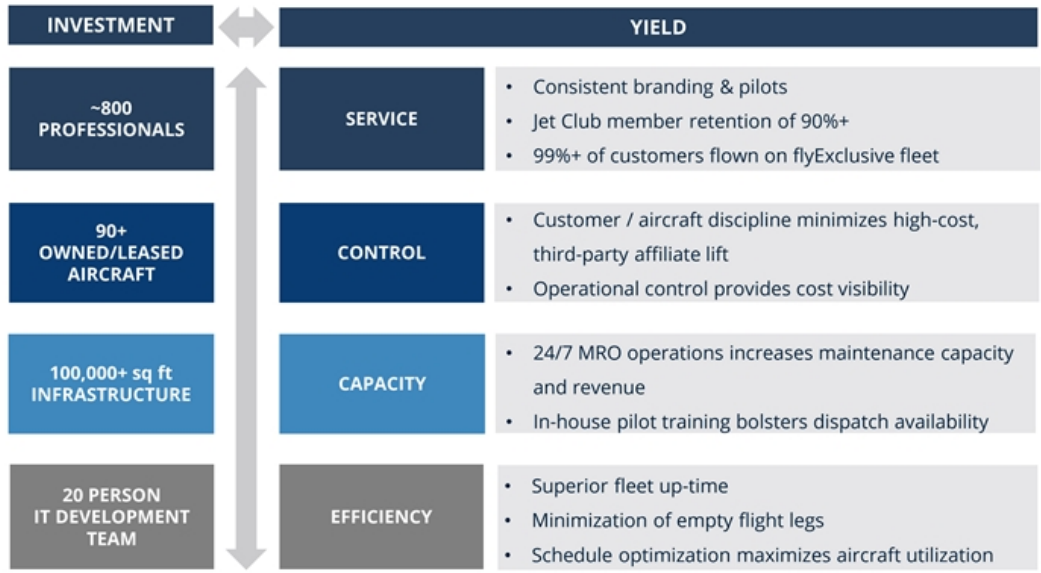 INVESTMENT
YIELD
~800
PROFESSIONALS
SERVICE
• Consistent branding & pilots
• Jet Club member retention of 90%+
• 99%+ of customers flown on flyExclusive fleet
90+
OWNED/LEASED
AIRCRAFT
CONTROL
• Customer / aircraft discipline minimizes high-cost,
third-party affiliate lift
• Operational control provides cost visibility
100,000+ sq ft
INFRASTRUCTURE
CAPACITY
• 24/7 MRO operations increases maintenance capacity
and revenue
• In-house pilot training bolsters dispatch availability
20 PERSON
IT DEVELOPMENT
TEAM
EFFICIENCY
• Superior fleet up-time
• Minimization of empty flight legs
• Schedule optimization maximizes aircraft utilization